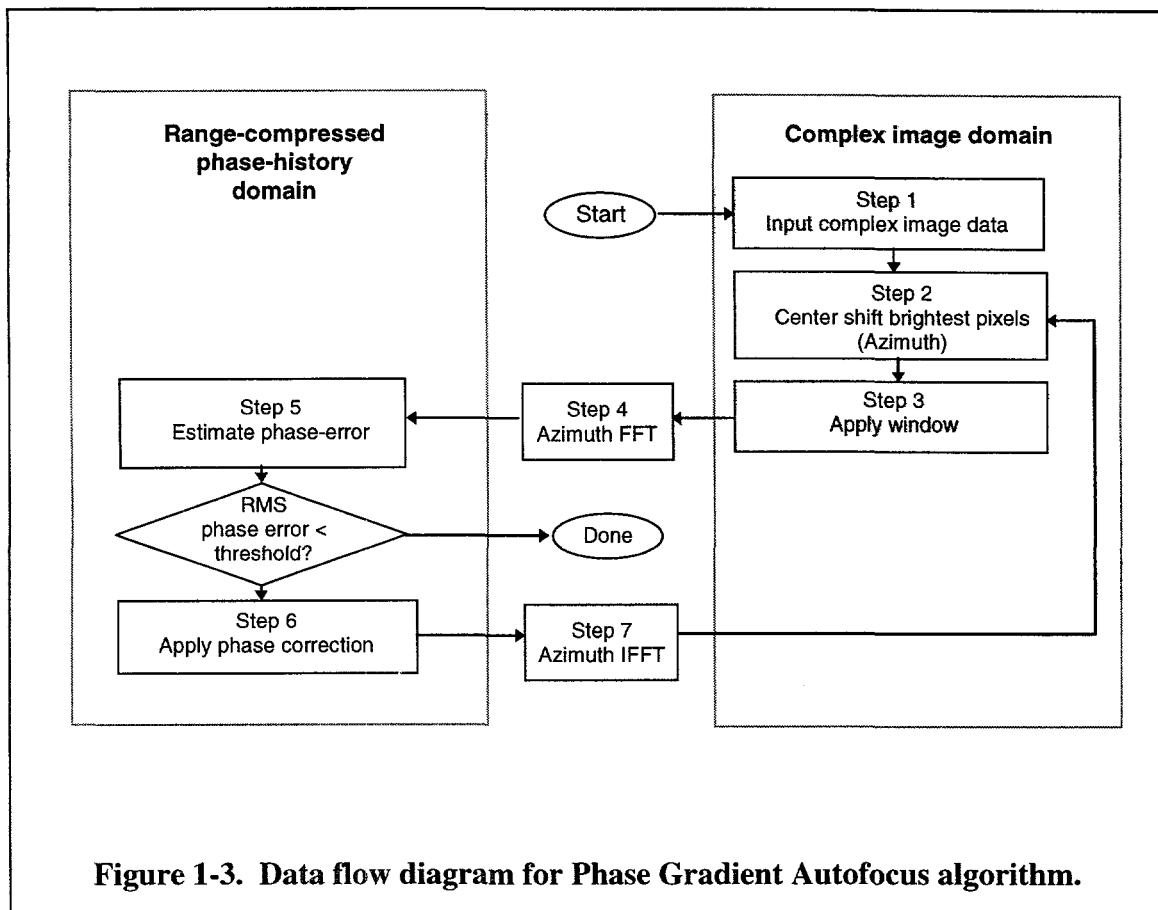 Range-compressed
phase-history
domain
Complex image domain
Start
Step 1
Input complex image data
Step 2
Center shift brightest pixels
(Azimuth)
Step 3
Apply window
Step 4
Azimuth FFT
Step 5
Estimate phase-error
RMS
phase error <
threshold?
Done
Step 6
Apply phase correction
Step 7
Azimuth IFFT
Figure 1-3. Data flow diagram for Phase Gradient Autofocus algorithm.